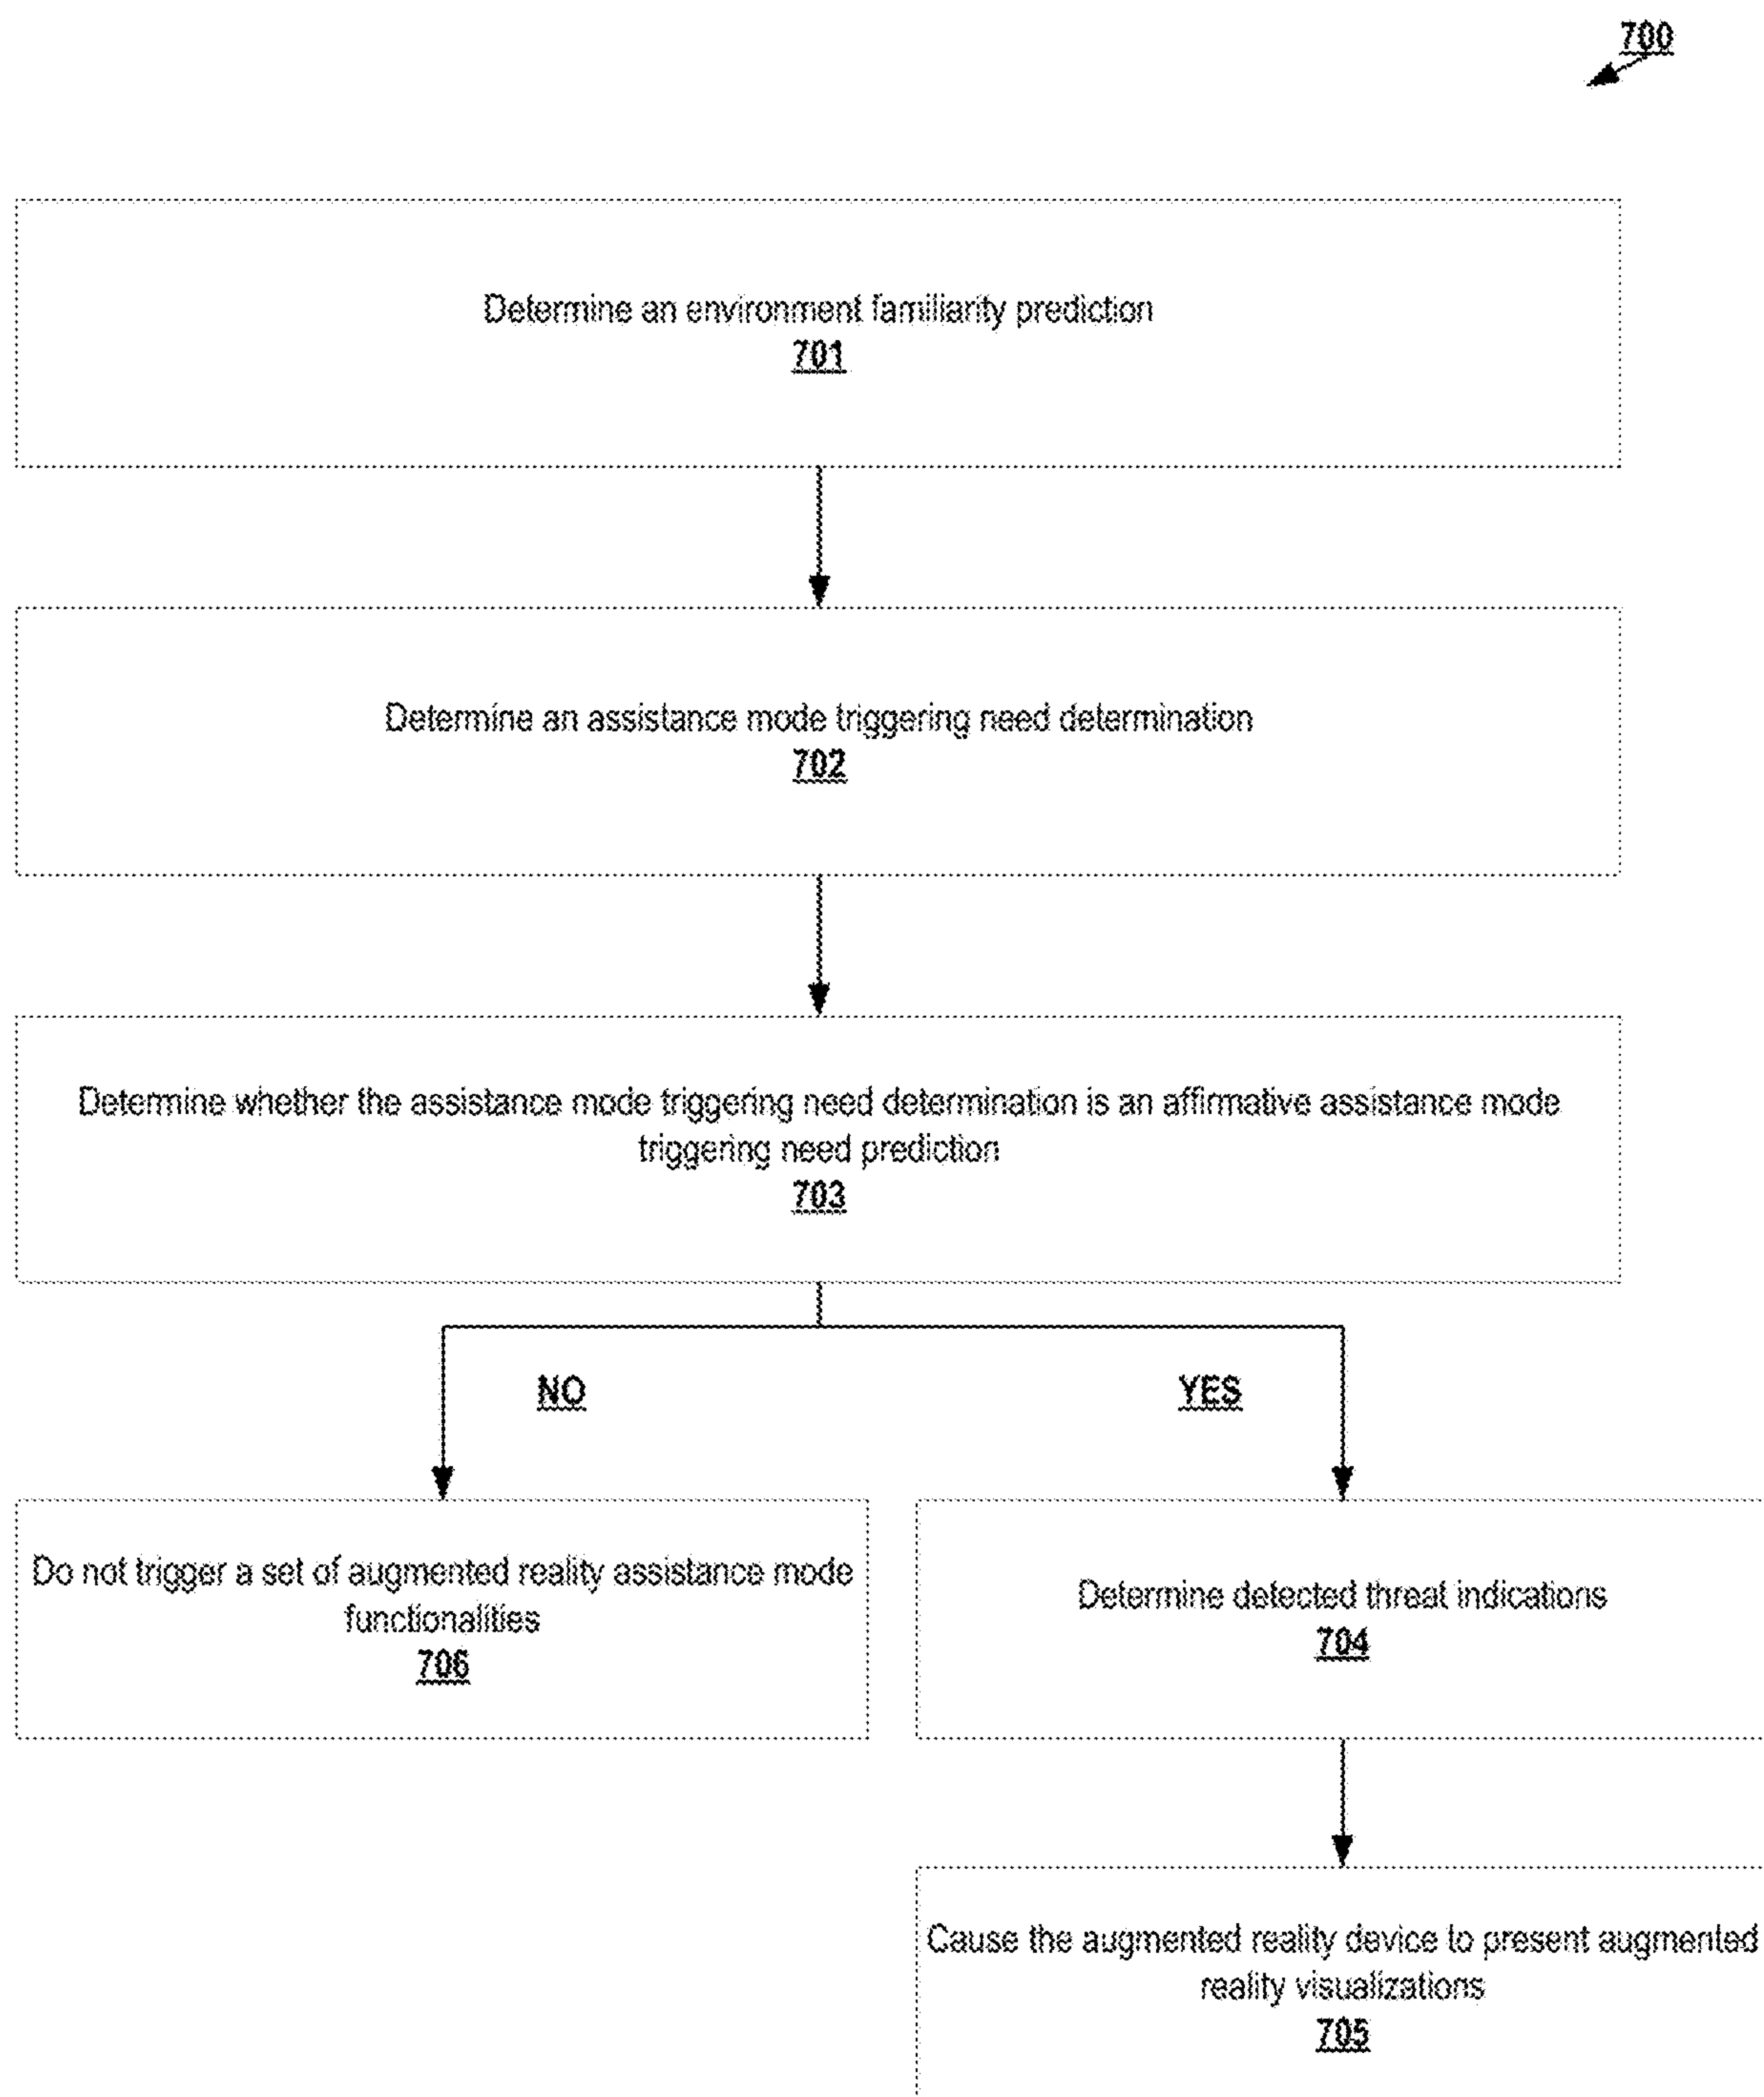 700
Determine an environment familiarity prediction
701
Determine an assistance mode triggering need determination
702
Determine whether the assistance mode triggering need determination is an affirmative assistance mode
triggering need prediction
703
NO
YES
Do not trigger a set of augmented reality assistance mode
functionalities
706
Determine detected threat indications
704
Cause the augmented reality device to present augmented
reality visualizations
705